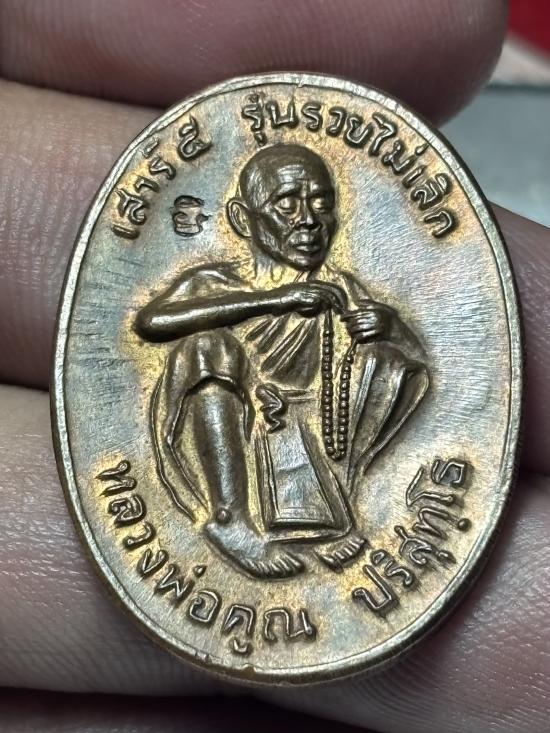 เสาร์ ๕ รุ่นรวยไม่เลิก
หลวงพ่อคูณ ปริสุทฺโธ